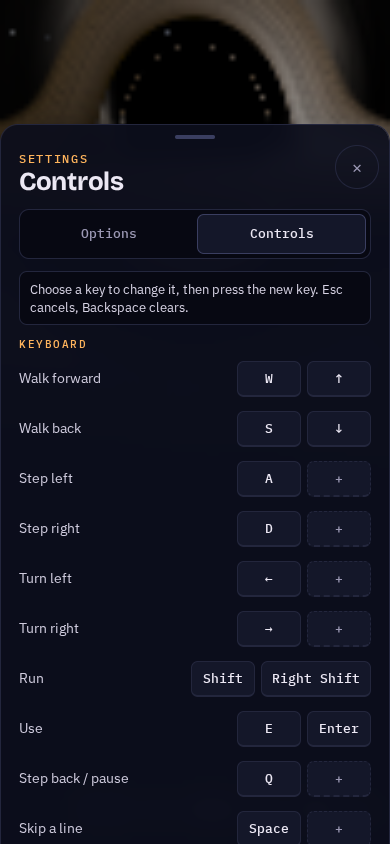 SETTINGS
Controls
×
Options Controls
Choose a key to change it, then press the new key. Esc
cancels, Backspace clears.
KEYBOARD
Walk forward W ↑
Walk back S ↓
Step left A +
Step right D +
Turn left ← +
Turn right → +
Run Shift Right Shift
Use E Enter
Step back / pause Q +
Skip a line Space +